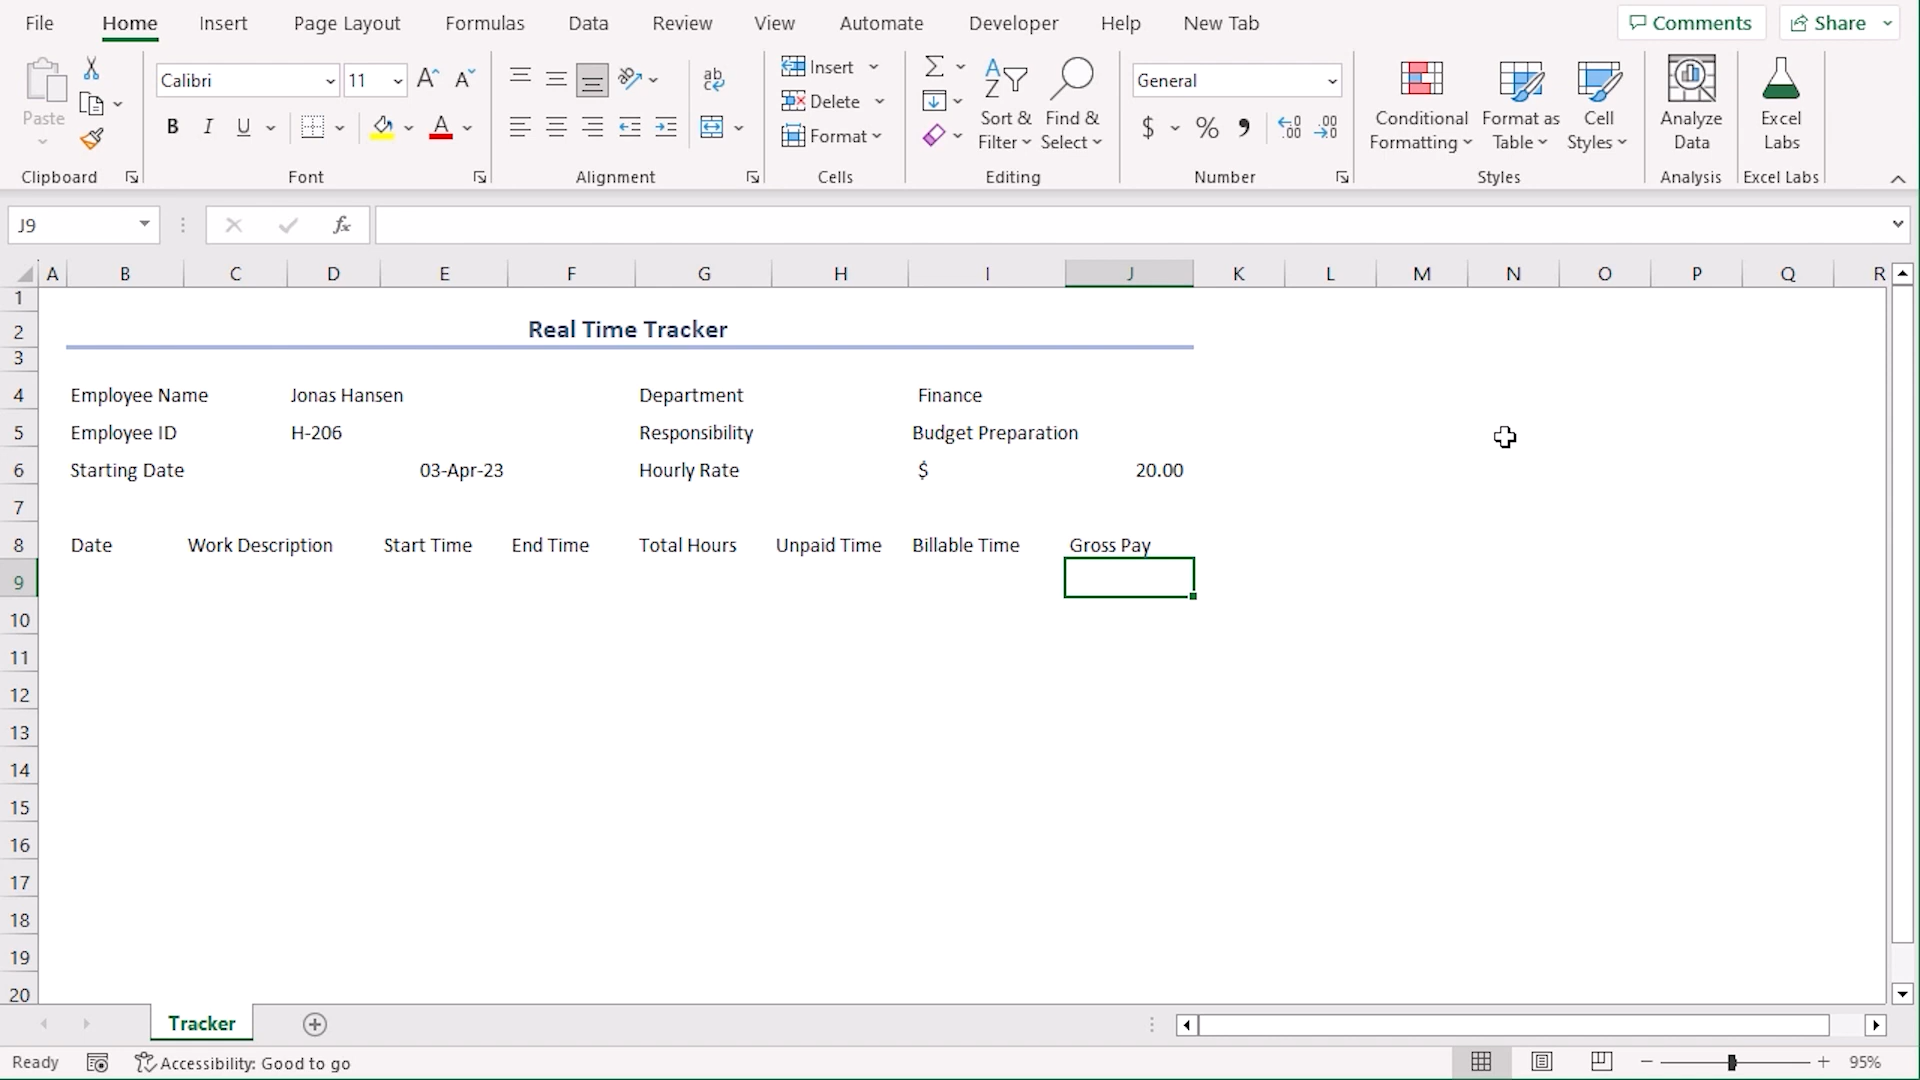 File Home Insert Page Layout Formulas Data Review View Automate Developer Help New Tab Comments Share
Calibri 11 Insert General
Paste Delete Sort & Filter Find & Select Conditional Formatting Format as Table Cell Styles Analyze Data Excel Labs
B I U A Format $ %
Clipboard Font Alignment Cells Editing Number Styles Analysis Excel Labs
J9 fx
A B C D E F G H I J K L M N O P Q R
1
2 Real Time Tracker
3
4 Employee Name Jonas Hansen Department Finance
5 Employee ID H-206 Responsibility Budget Preparation
6 Starting Date 03-Apr-23 Hourly Rate $ 20.00
7
8 Date Work Description Start Time End Time Total Hours Unpaid Time Billable Time Gross Pay
9
10
11
12
13
14
15
16
17
18
19
20
Tracker
Ready Accessibility: Good to go 95%